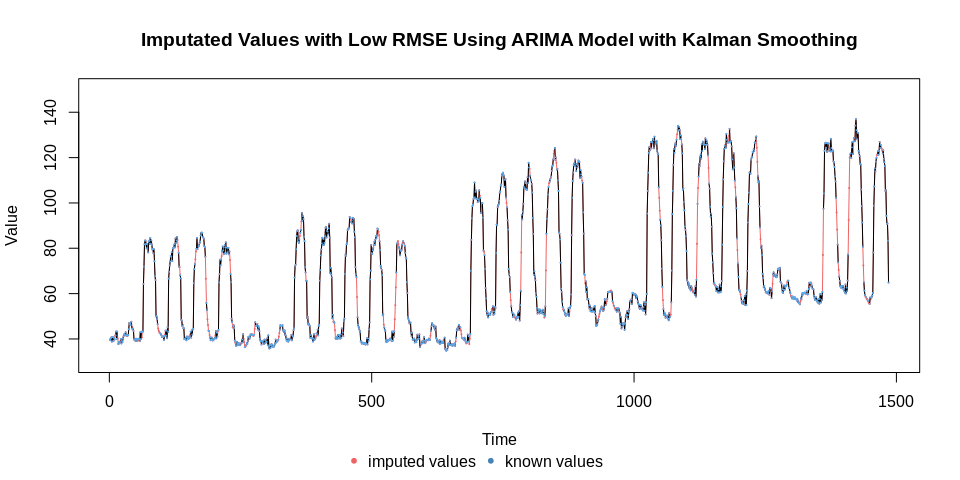 Imputated Values with Low RMSE Using ARIMA Model with Kalman Smoothing
Value
140
120
100
80
60
40
0 500 1000 1500
Time
imputed values known values